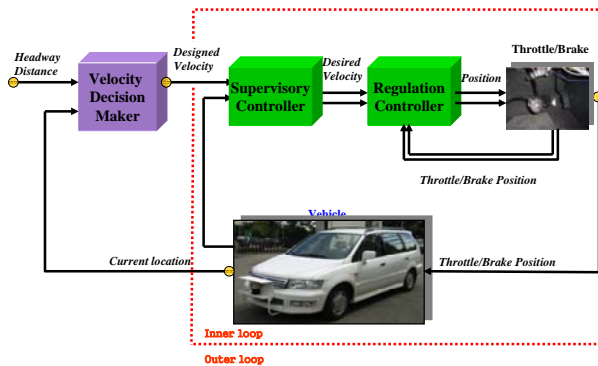 Headway
Distance
Velocity
Decision
Maker
Designed
Velocity
Supervisory
Controller
Desired
Velocity
Regulation
Controller
Position
Throttle/Brake
Throttle/Brake Position
Vehicle
Current location
Throttle/Brake Position
Inner loop
Outer loop